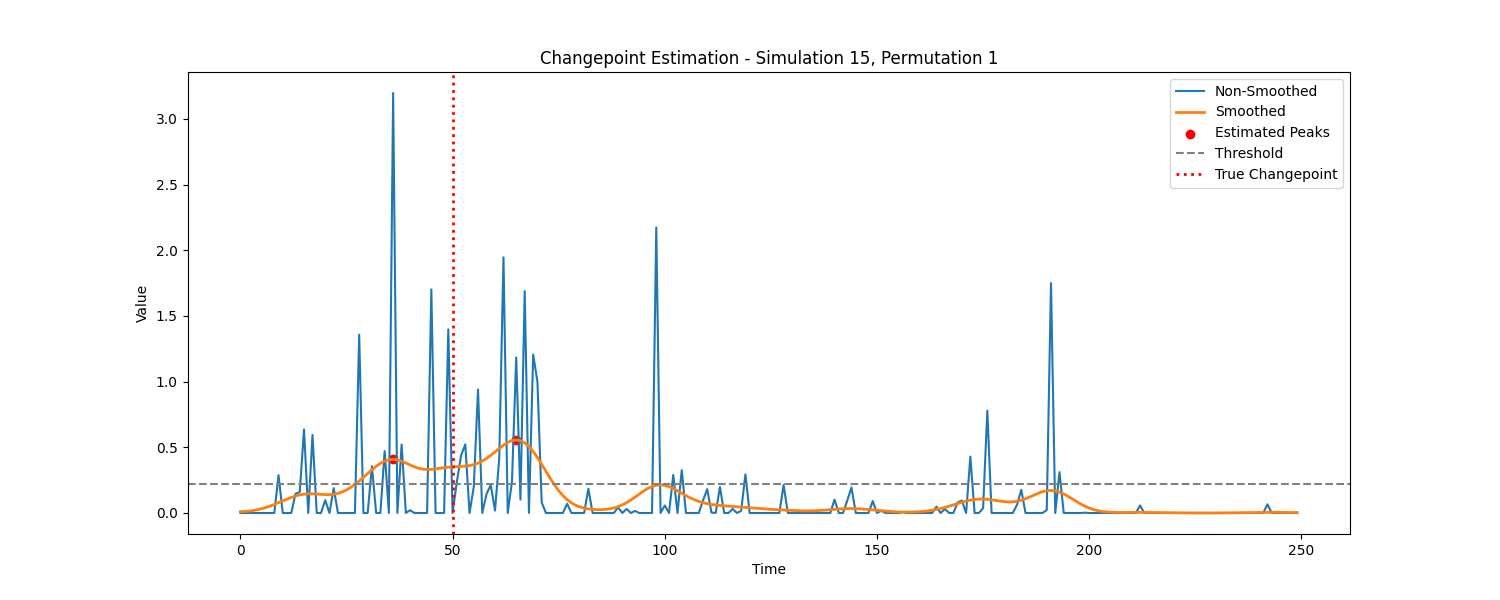 Changepoint Estimation - Simulation 15, Permutation 1
Non-Smoothed
Smoothed
Estimated Peaks
Threshold
True Changepoint
Value
3.0
2.5
2.0
1.5
1.0
0.5
0.0
0 50 100 150 200 250
Time